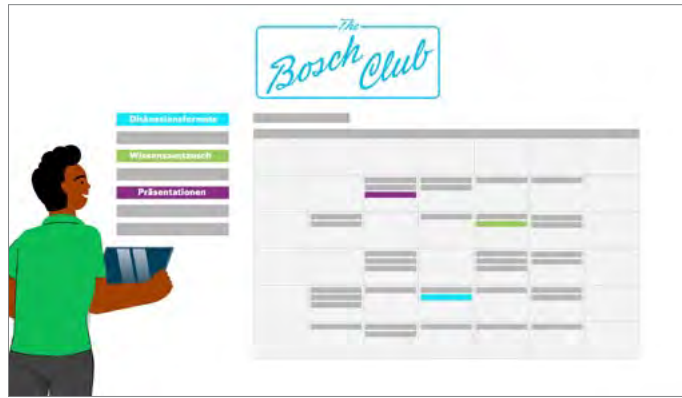 The
Bosch Club
Diskussionsformate
Wissensaustausch
Präsentationen